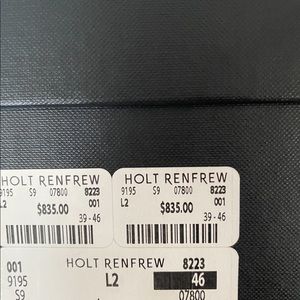 HOLT RENFREW
9195 S9 07800 8223
L2 001
$835.00
39 - 46
HOLT RENFREW
9195 S9 07800 8223
L2 001
$835.00
39 - 46
001 HOLT RENFREW 8223
9195 L2 46
S9 07800